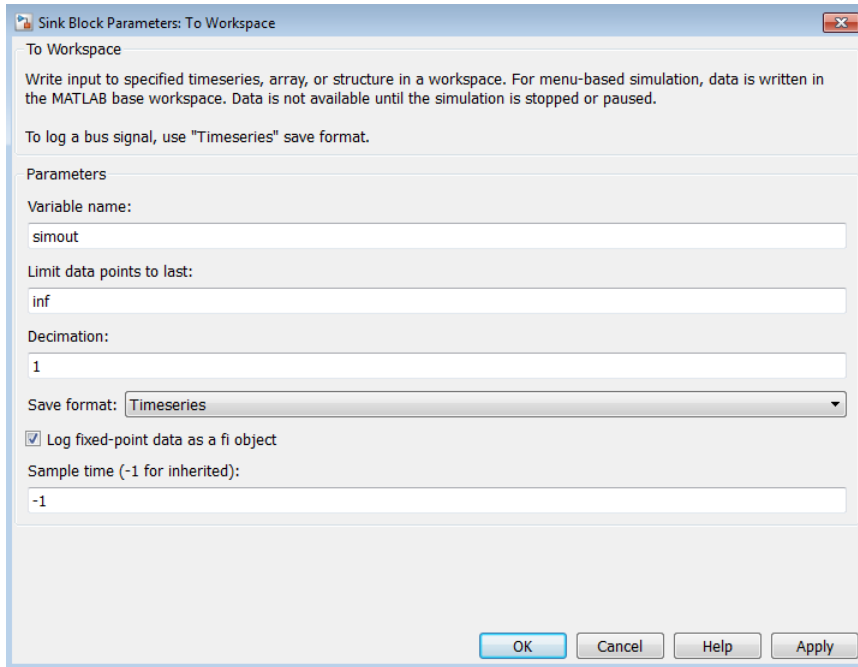 Sink Block Parameters: To Workspace
To Workspace
Write input to specified timeseries, array, or structure in a workspace. For menu-based simulation, data is written in
the MATLAB base workspace. Data is not available until the simulation is stopped or paused.
To log a bus signal, use "Timeseries" save format.
Parameters
Variable name:
simout
Limit data points to last:
inf
Decimation:
1
Save format: Timeseries
Log fixed-point data as a fi object
Sample time (-1 for inherited):
-1
OK Cancel Help Apply